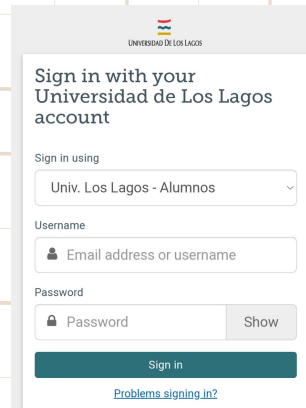 UNIVERSIDAD DE LOS LAGOS
Sign in with your
Universidad de Los Lagos
account
Sign in using
Univ. Los Lagos - Alumnos
Username
Email address or username
Password
Password
Show
Sign in
Problems signing in?